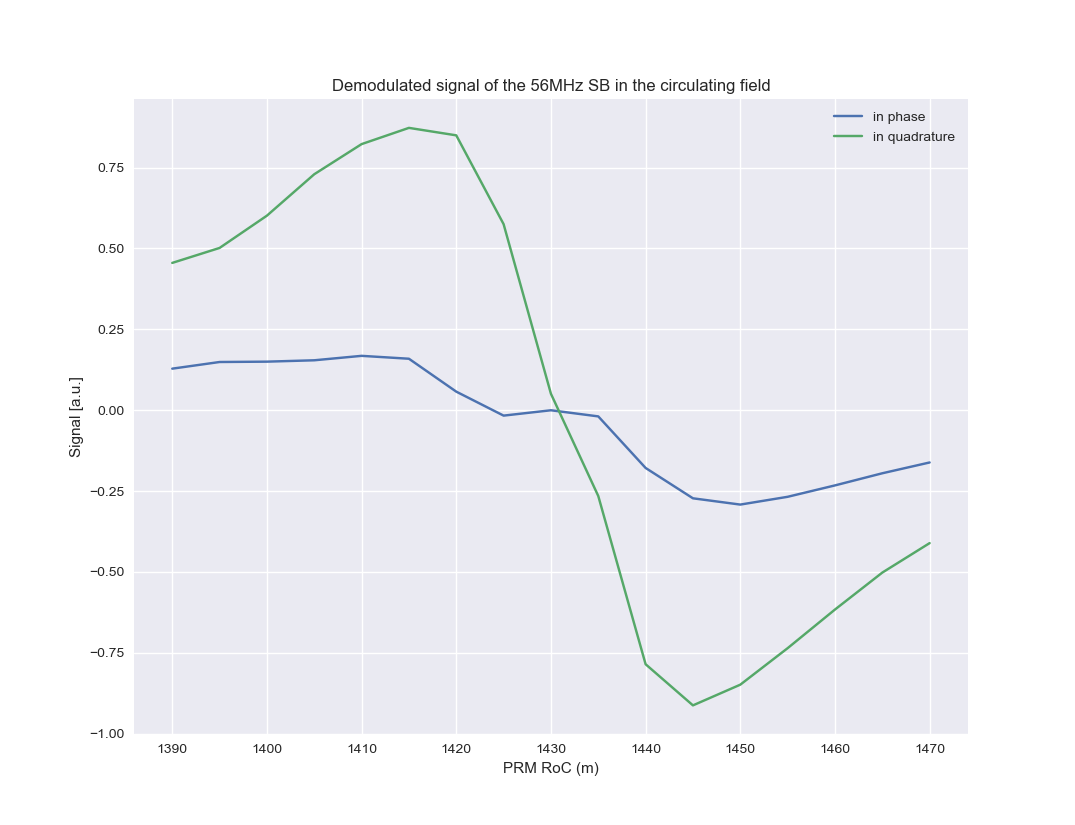 Demodulated signal of the 56MHz SB in the circulating field
in phase
in quadrature
0.75
0.50
0.25
0.00
−0.25
−0.50
−0.75
−1.00
Signal [a.u.]
1390 1400 1410 1420 1430 1440 1450 1460 1470
PRM RoC (m)